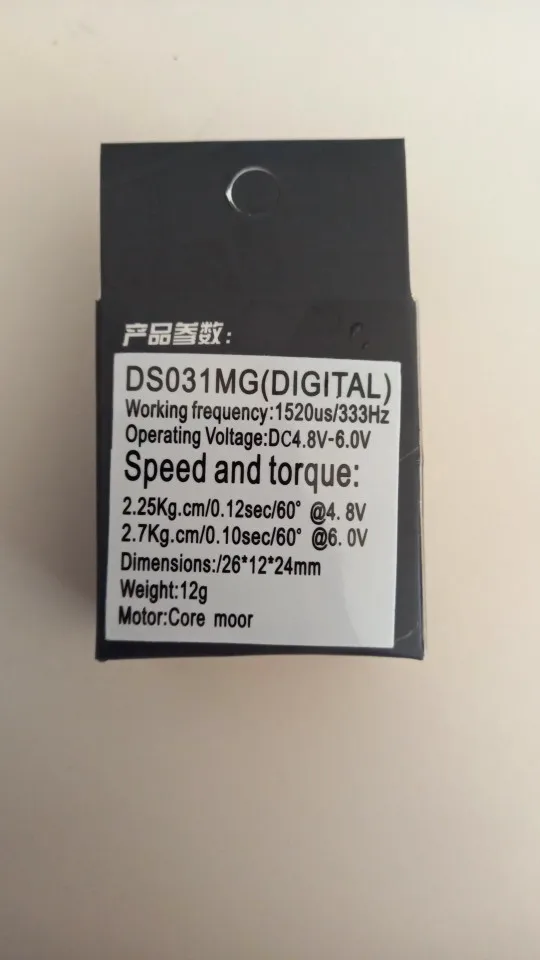 产品参数:
DS031MG(DIGITAL)
Working frequency:1520us/333Hz
Operating Voltage:DC4.8V-6.0V
Speed and torque:
2.25Kg.cm/0.12sec/60° @4.8V
2.7Kg.cm/0.10sec/60° @6.0V
Dimensions:/26*12*24mm
Weight:12g
Motor:Core moor